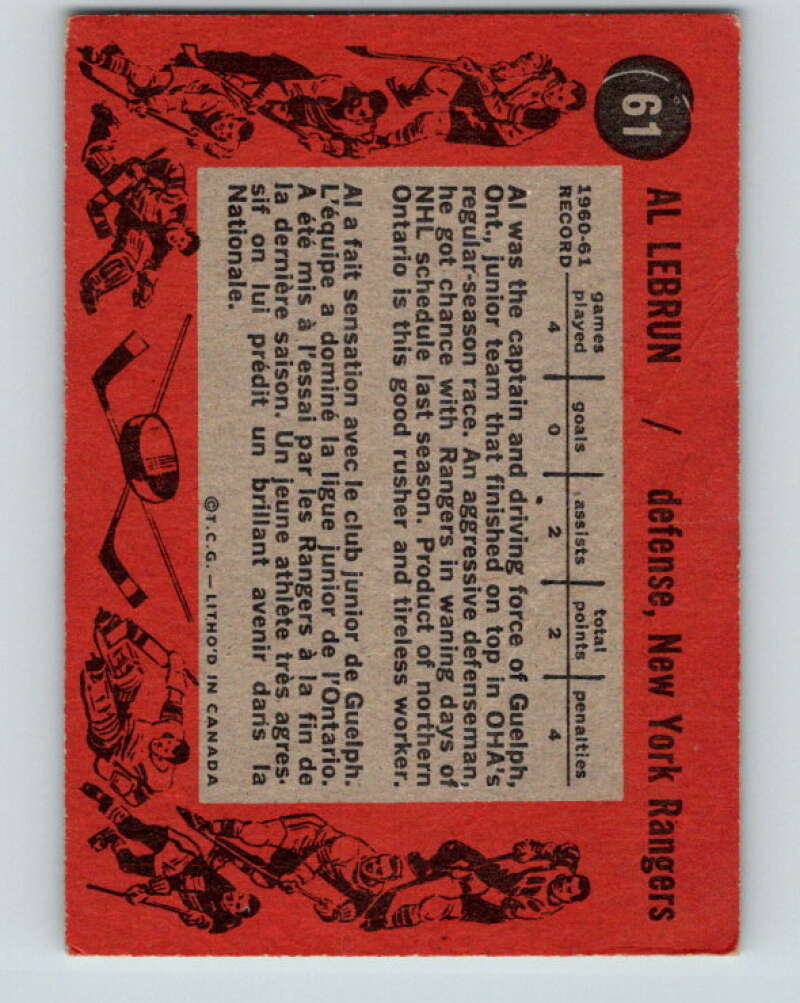 61
AL LEBRUN / defense, New York Rangers
1960-61 RECORD
games played goals assists total points penalties
4 0 2 2 4
Al was the captain and driving force of Guelph,
Ont., junior team that finished on top in OHA's
regular-season race. An aggressive defenseman,
he got chance with Rangers in waning days of
NHL schedule last season. Product of northern
Ontario is this good rusher and tireless worker.
Al a fait sensation avec le club junior de Guelph.
L'équipe a dominé la ligue junior de l'Ontario.
A été mis à l'essai par les Rangers à la fin de
la dernière saison. Un jeune athlète très agres-
sif on lui prédit un brillant avenir dans la
Nationale.
©T.C.G.—LITHO'D IN CANADA